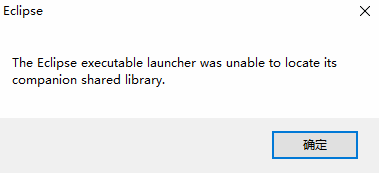 Eclipse
The Eclipse executable launcher was unable to locate its
companion shared library.
确定